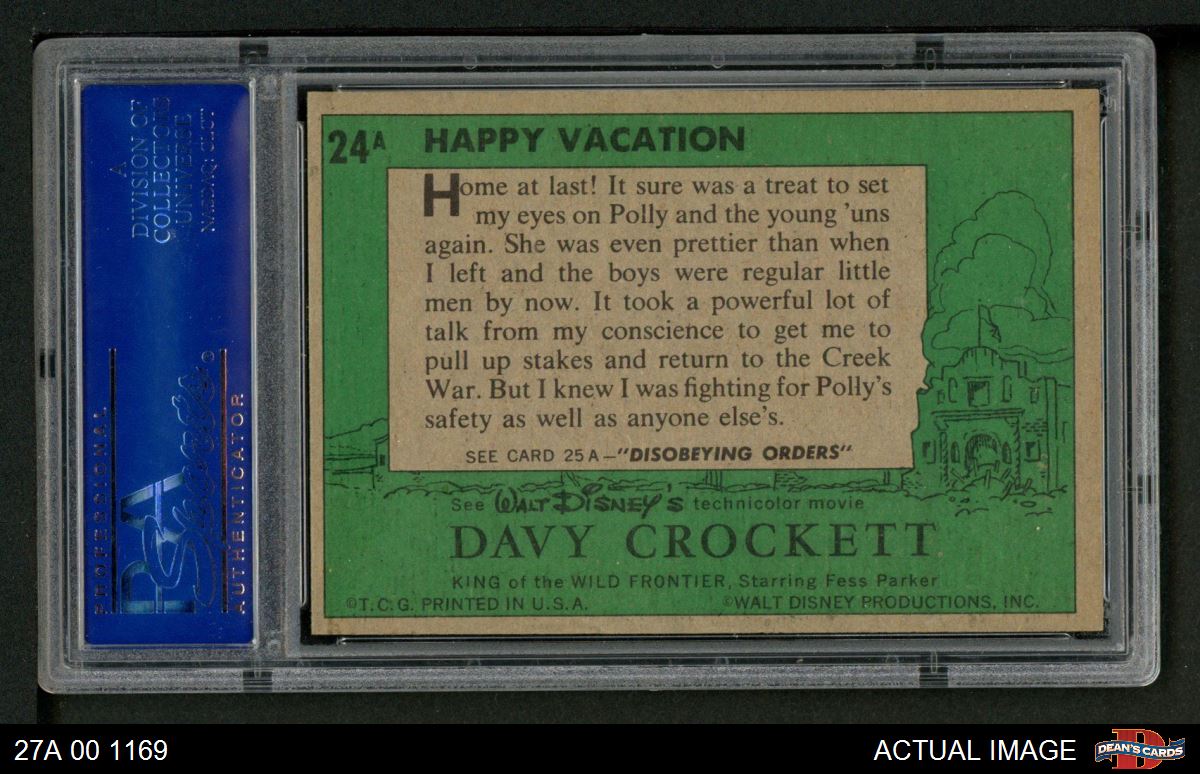 A
DIVISION OF
COLLECTORS
UNIVERSE
NASDAQ: CLCT
PROFESSIONAL
PSA
Sports®
AUTHENTICATOR
24A HAPPY VACATION
Home at last! It sure was a treat to set
my eyes on Polly and the young 'uns
again. She was even prettier than when
I left and the boys were regular little
men by now. It took a powerful lot of
talk from my conscience to get me to
pull up stakes and return to the Creek
War. But I knew I was fighting for Polly's
safety as well as anyone else's.
SEE CARD 25A—"DISOBEYING ORDERS"
See WALT DISNEY'S technicolor movie
DAVY CROCKETT
KING of the WILD FRONTIER, Starring Fess Parker
©T.C.G. PRINTED IN U.S.A. ©WALT DISNEY PRODUCTIONS, INC.
27A 00 1169
ACTUAL IMAGE
D
DEAN'S CARDS